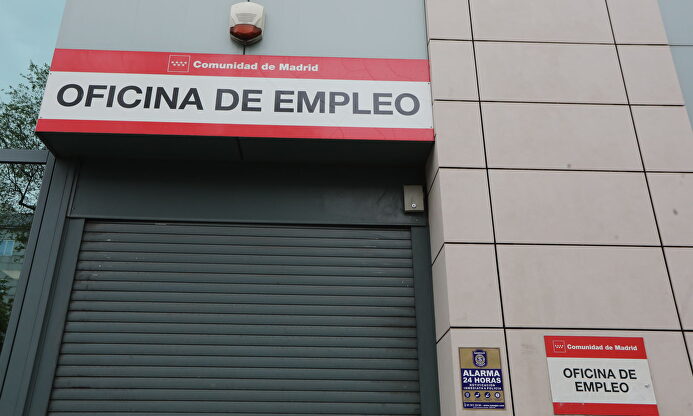 Comunidad de Madrid
OFICINA DE EMPLEO
ALARMA
24 HORAS
Comunidad de Madrid
OFICINA
DE EMPLEO